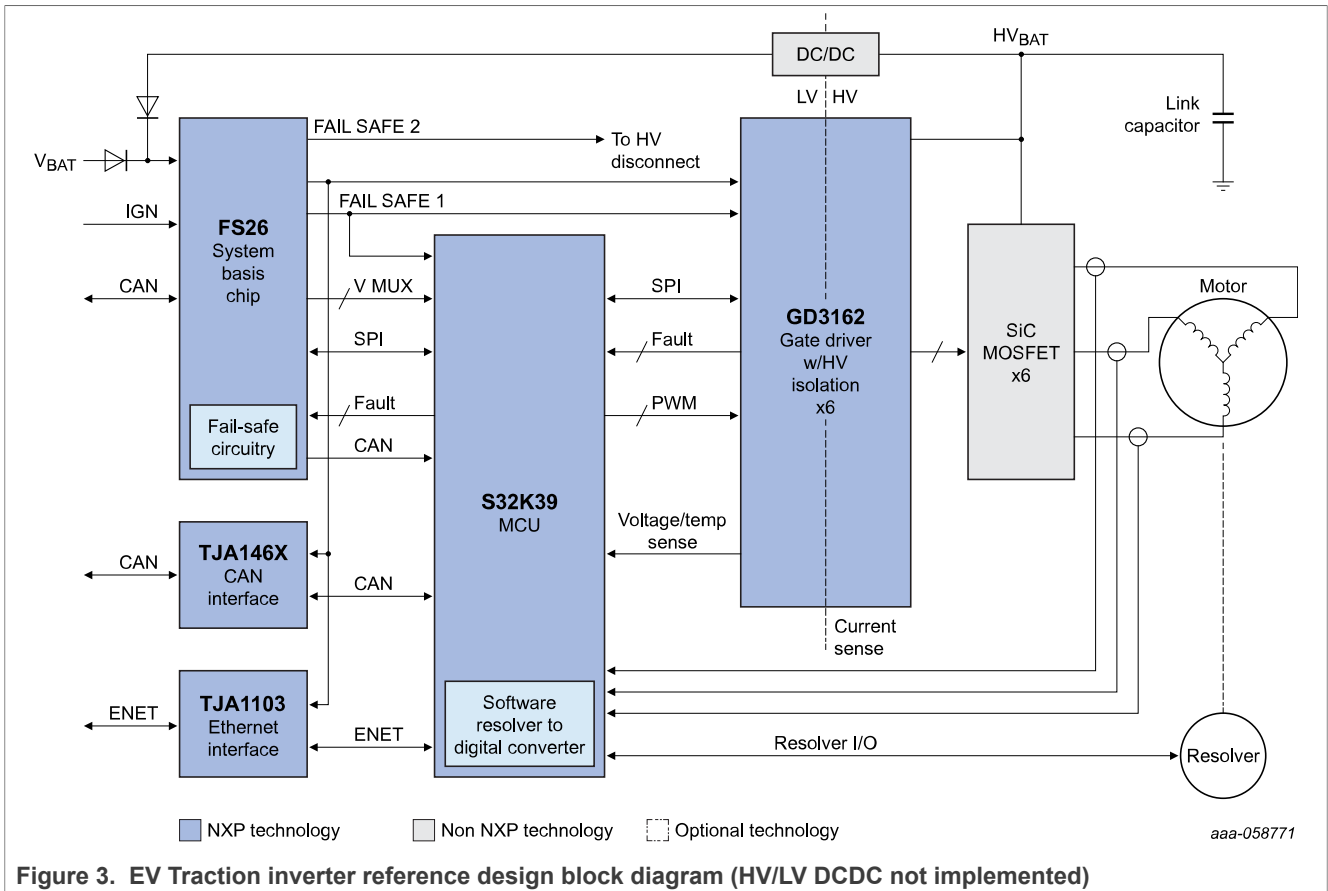 DC/DC
HV_BAT
LV
HV
Link
capacitor
FAIL SAFE 2
To HV
disconnect
V_BAT
FAIL SAFE 1
IGN
FS26
System
basis
chip
CAN
V MUX
SPI
SPI
Fault
Fault
PWM
Fail-safe
circuitry
CAN
GD3162
Gate driver
w/HV
isolation
x6
SiC
MOSFET
x6
Motor
S32K39
MCU
Voltage/temp
sense
TJA146X
CAN
interface
CAN
CAN
Current
sense
TJA1103
Ethernet
interface
ENET
ENET
Software
resolver to
digital converter
Resolver I/O
Resolver
NXP technology
Non NXP technology
Optional technology
aaa-058771
Figure 3. EV Traction inverter reference design block diagram (HV/LV DCDC not implemented)